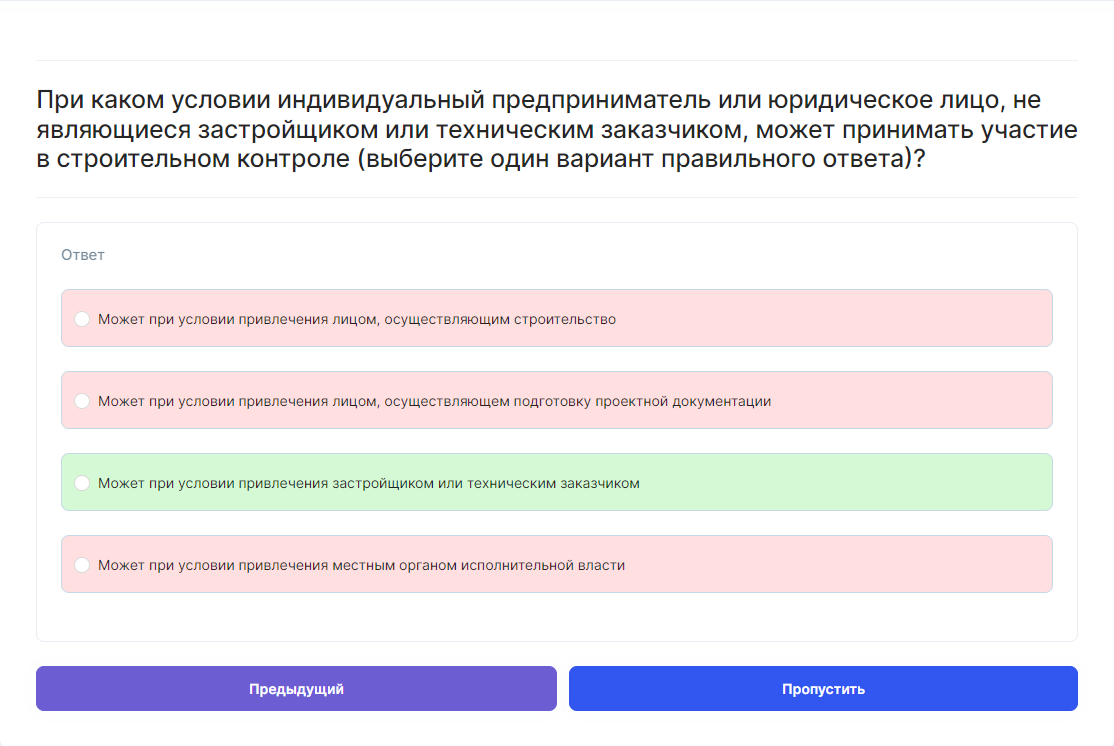 При каком условии индивидуальный предприниматель или юридическое лицо, не
являющиеся застройщиком или техническим заказчиком, может принимать участие
в строительном контроле (выберите один вариант правильного ответа)?
Ответ
Может при условии привлечения лицом, осуществляющим строительство
Может при условии привлечения лицом, осуществляющем подготовку проектной документации
Может при условии привлечения застройщиком или техническим заказчиком
Может при условии привлечения местным органом исполнительной власти
Предыдущий
Пропустить